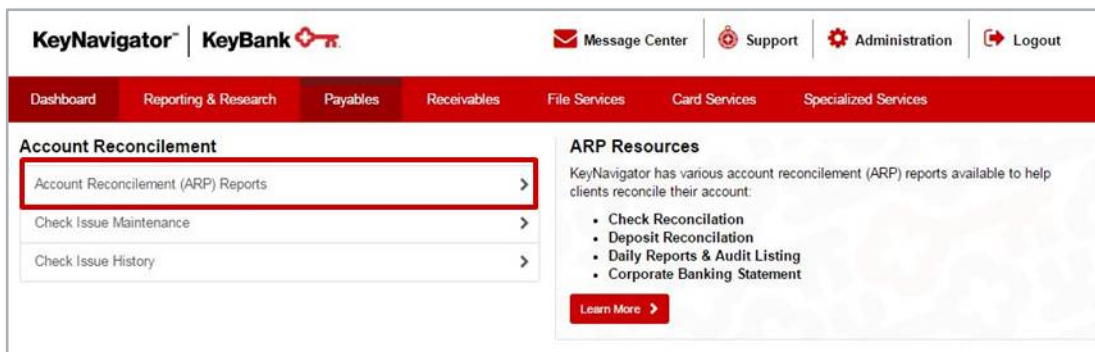 KeyNavigator™ | KeyBank
Message Center
Support
Administration
Logout
Dashboard
Reporting & Research
Payables
Receivables
File Services
Card Services
Specialized Services
Account Reconcilement
Account Reconcilement (ARP) Reports
Check Issue Maintenance
Check Issue History
ARP Resources
KeyNavigator has various account reconcilement (ARP) reports available to help
clients reconcile their account:
• Check Reconcilation
• Deposit Reconcilation
• Daily Reports & Audit Listing
• Corporate Banking Statement
Learn More